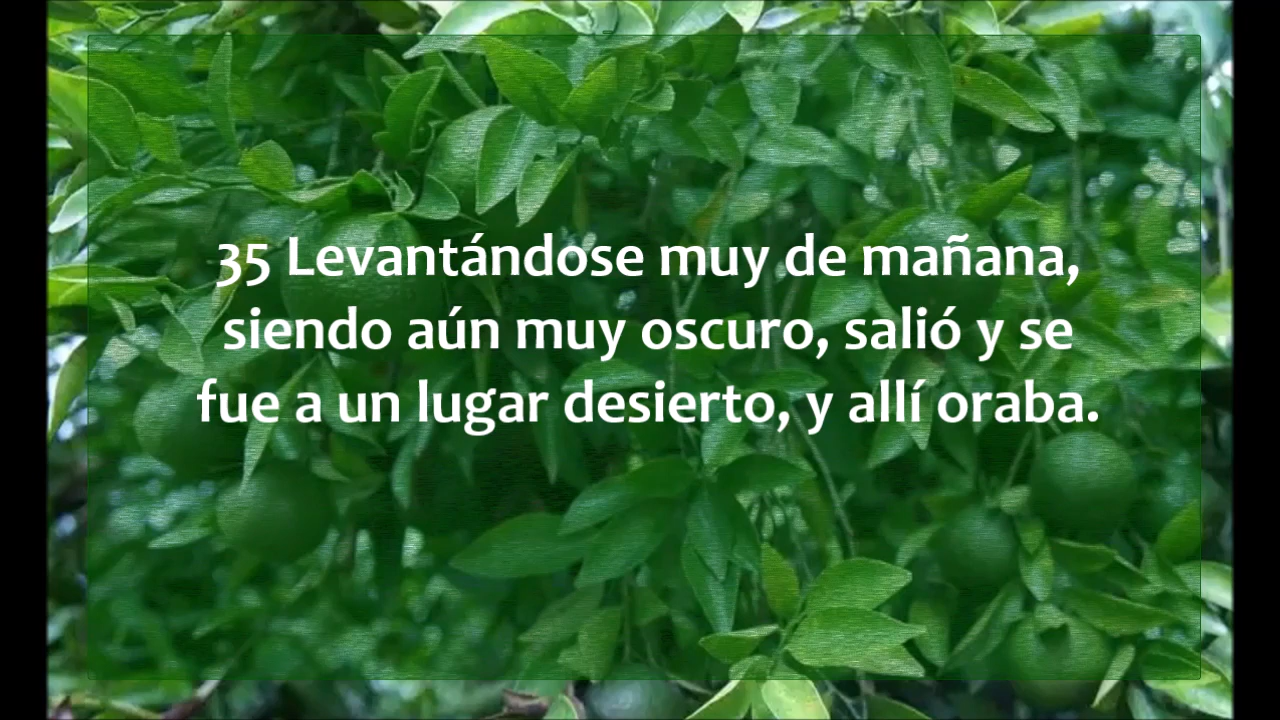 35 Levantándose muy de mañana,
siendo aún muy oscuro, salió y se
fue a un lugar desierto, y allí oraba.